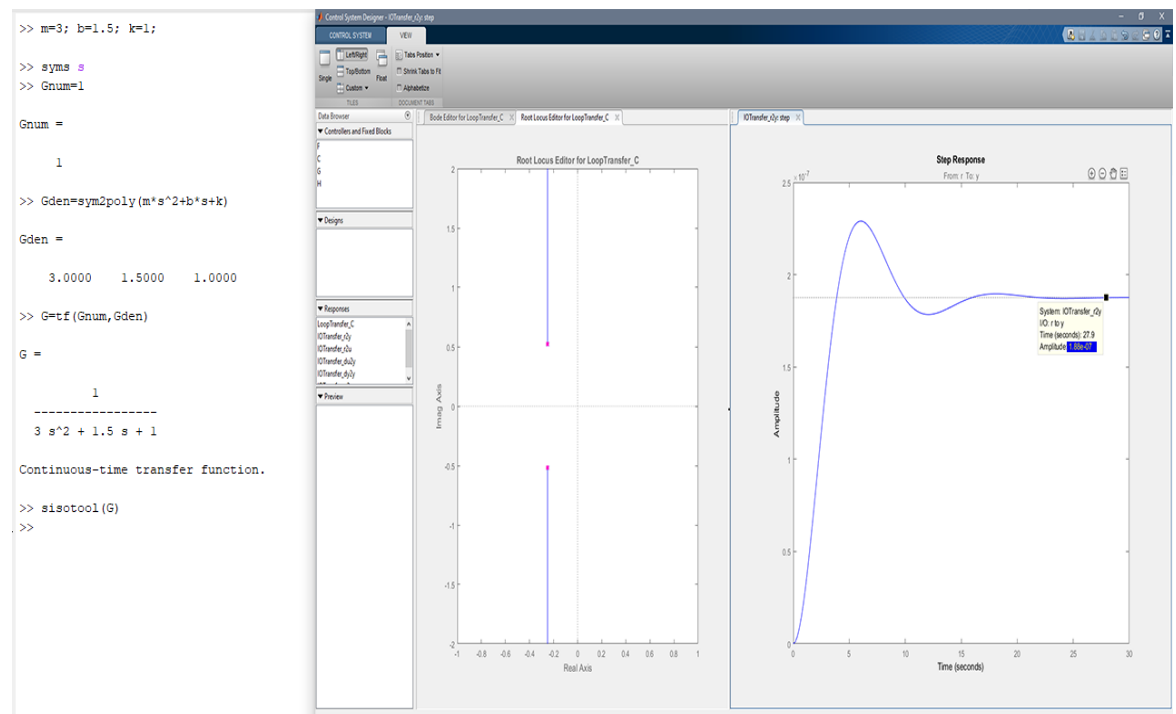 >> m=3; b=1.5; k=1;
>> syms s
>> Gnum=1
Gnum =
1
>> Gden=sym2poly(m*s^2+b*s+k)
Gden =
3.0000 1.5000 1.0000
>> G=tf(Gnum,Gden)
G =
1
-----------------
3 s^2 + 1.5 s + 1
Continuous-time transfer function.
>> sisotool(G)
>>
Control System Designer - IOTransfer_r2y: step
CONTROL SYSTEM VIEW
Single
Left/Right
Top/Bottom
Custom
Float
Tabs Position
Shrink Tabs to Fit
Alphabetize
TILES DOCUMENT TABS
Data Browser
Controllers and Fixed Blocks
F
C
G
H
Designs
Responses
LoopTransfer_C
IOTransfer_r2y
IOTransfer_r2u
IOTransfer_du2y
IOTransfer_dy2y
Preview
Bode Editor for LoopTransfer_C
Root Locus Editor for LoopTransfer_C
Root Locus Editor for LoopTransfer_C
2
1.5
1
0.5
0
-0.5
-1
-1.5
-2
-1 -0.8 -0.6 -0.4 -0.2 0 0.2 0.4 0.6 0.8 1
Imag Axis
Real Axis
IOTransfer_r2y: step
Step Response
From: r To: y
×10^-7
2.5
2
1.5
1
0.5
0
0 5 10 15 20 25 30
Amplitude
Time (seconds)
System: IOTransfer_r2y
I/O: r to y
Time (seconds): 27.9
Amplitude: 1.88e-07